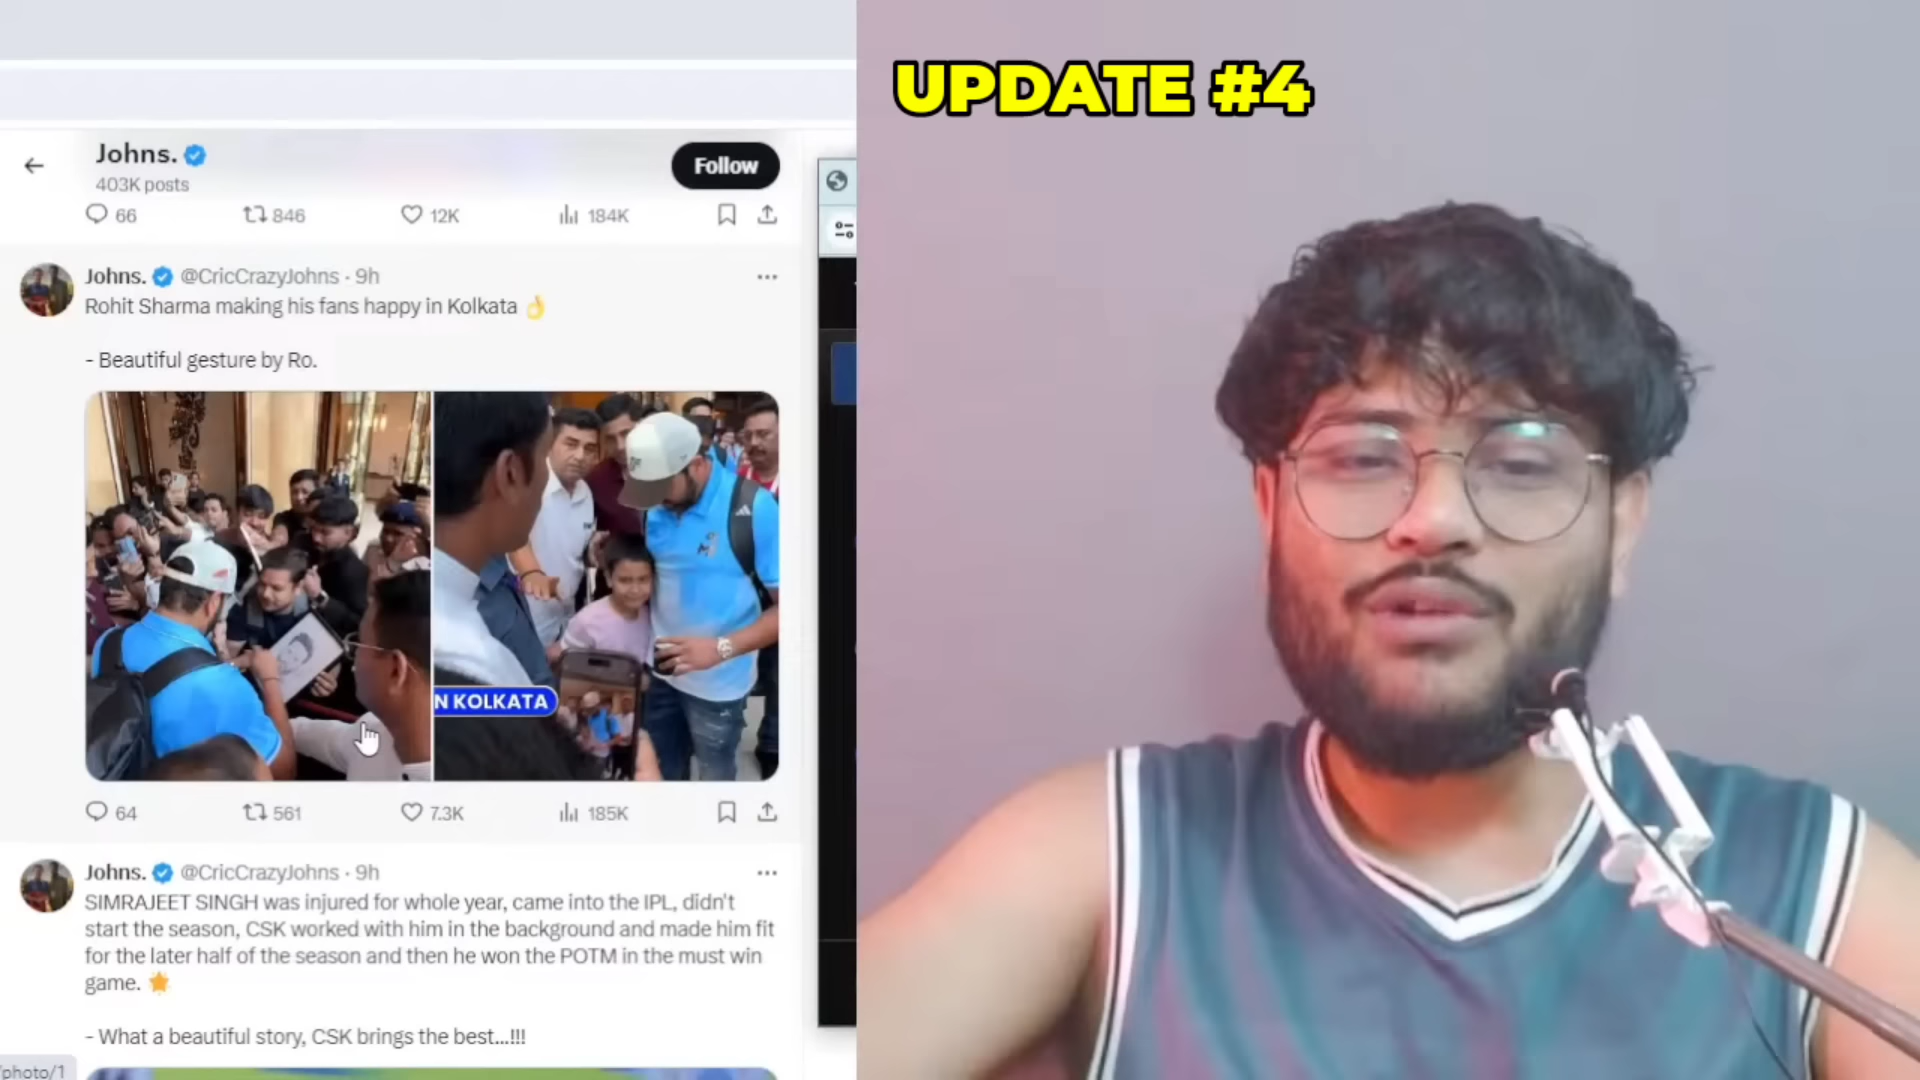 UPDATE #4
Johns.
403K posts
Follow
66 846 12K 184K
Johns. @CricCrazyJohns · 9h
Rohit Sharma making his fans happy in Kolkata 👌
- Beautiful gesture by Ro.
N KOLKATA
64 561 7.3K 185K
Johns. @CricCrazyJohns · 9h
SIMRAJEET SINGH was injured for whole year, came into the IPL, didn't
start the season, CSK worked with him in the background and made him fit
for the later half of the season and then he won the POTM in the must win
game. 🌟
- What a beautiful story, CSK brings the best...!!!
/photo/1